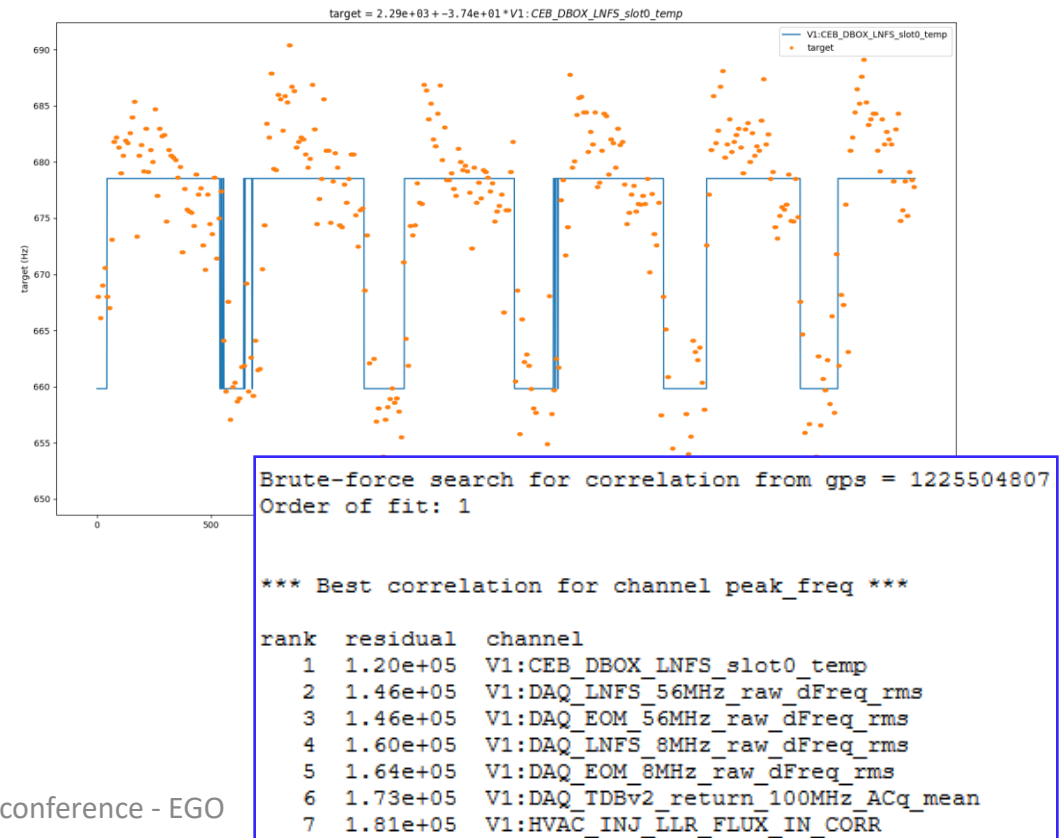 target = 2.29e+03 + −3.74e+01 * V1:CEB_DBOX_LNFS_slot0_temp
V1:CEB_DBOX_LNFS_slot0_temp
target
690
685
680
675
670
665
660
655
650
target (Hz)
0
500
Brute-force search for correlation from gps = 1225504807
Order of fit: 1
*** Best correlation for channel peak_freq ***
rank residual channel
1 1.20e+05 V1:CEB_DBOX_LNFS_slot0_temp
2 1.46e+05 V1:DAQ_LNFS_56MHz_raw_dFreq_rms
3 1.46e+05 V1:DAQ_EOM_56MHz_raw_dFreq_rms
4 1.60e+05 V1:DAQ_LNFS_8MHz_raw_dFreq_rms
5 1.64e+05 V1:DAQ_EOM_8MHz_raw_dFreq_rms
6 1.73e+05 V1:DAQ_TDBv2_return_100MHz_ACq_mean
7 1.81e+05 V1:HVAC_INJ_LLR_FLUX_IN_CORR
conference - EGO